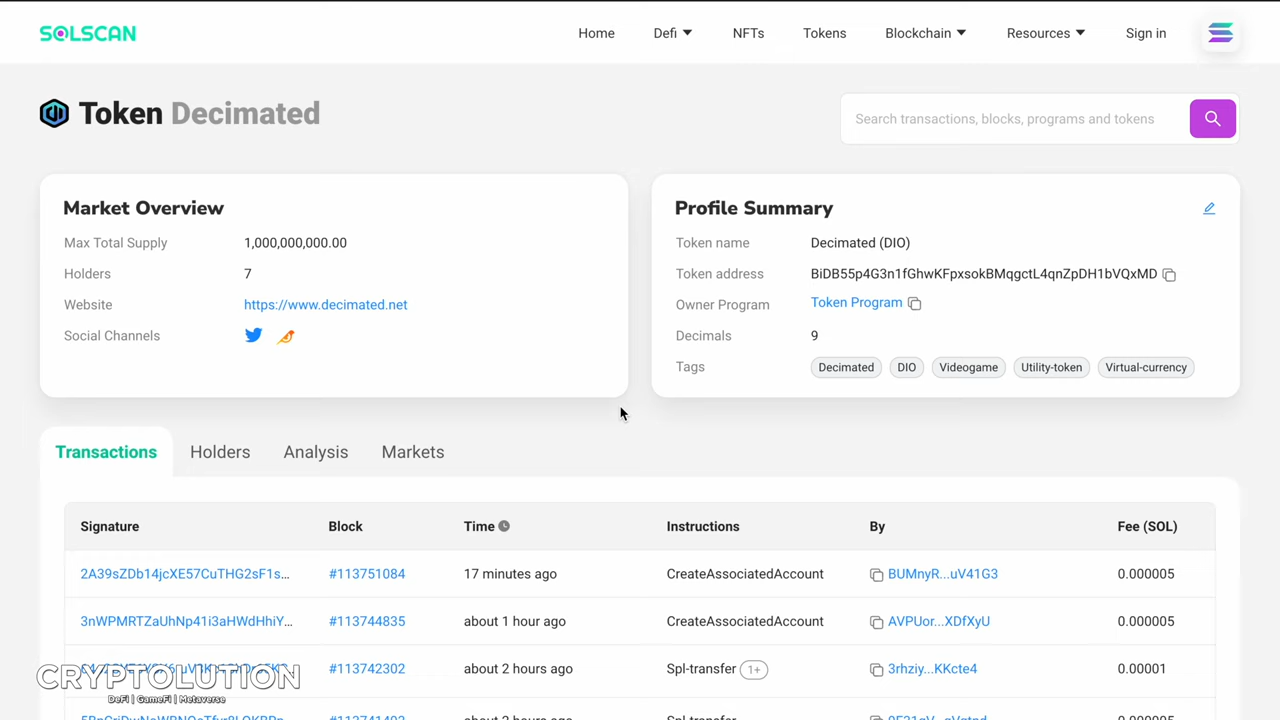 SOLSCAN
Home Defi NFTs Tokens Blockchain Resources Sign in
Token Decimated
Search transactions, blocks, programs and tokens
Market Overview
Max Total Supply 1,000,000,000.00
Holders 7
Website https://www.decimated.net
Social Channels
Profile Summary
Token name Decimated (DIO)
Token address BiDB55p4G3n1fGhwKFpxsokBMqgctL4qnZpDH1bVQxMD
Owner Program Token Program
Decimals 9
Tags Decimated DIO Videogame Utility-token Virtual-currency
Transactions Holders Analysis Markets
Signature Block Time Instructions By Fee (SOL)
2A39sZDb14jcXE57CuTHG2sF1s... #113751084 17 minutes ago CreateAssociatedAccount BUMnyR...uV41G3 0.000005
3nWPMRTZaUhNp41i3aHWdHhiY... #113744835 about 1 hour ago CreateAssociatedAccount AVPUor...XDfXyU 0.000005
#113742302 about 2 hours ago Spl-transfer 1+ 3rhziy...KKcte4 0.00001
CRYPTOLUTION
DeFi | GameFi | Metaverse